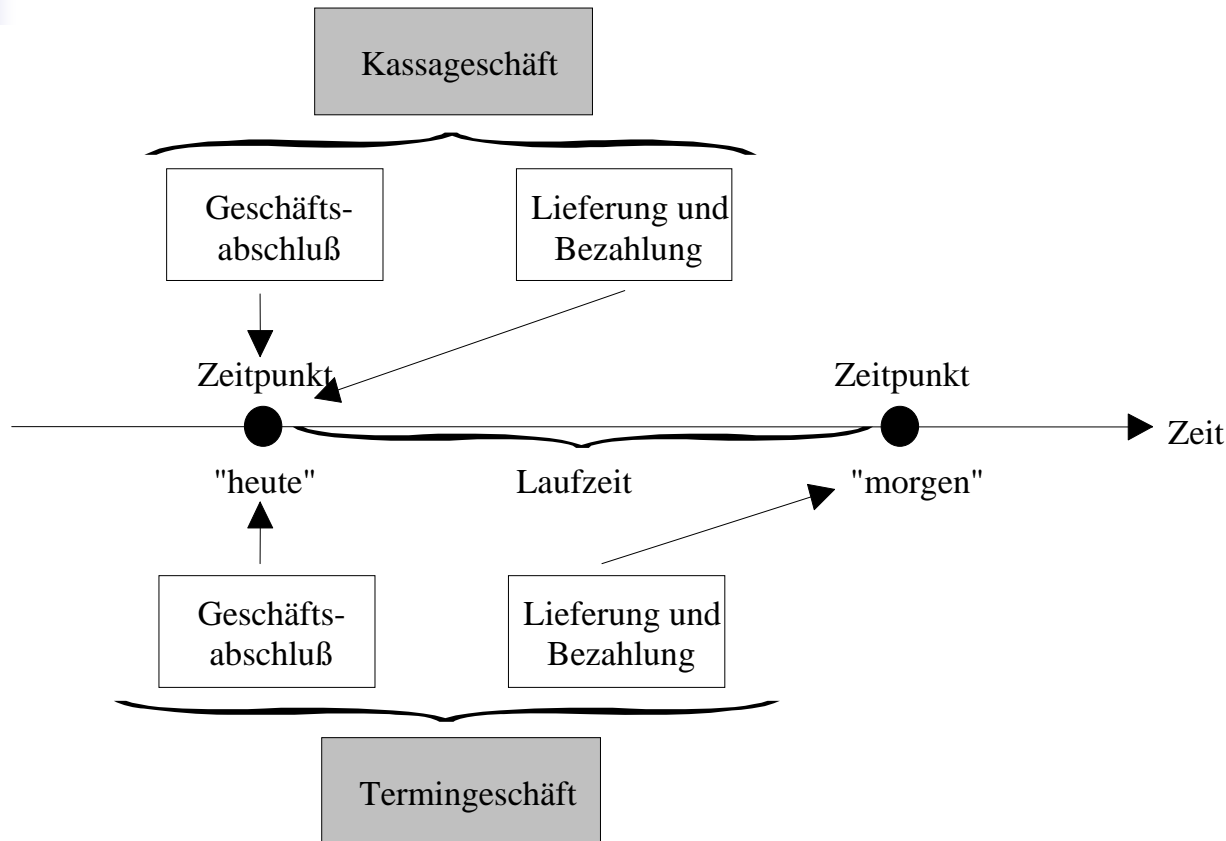 Kassageschäft
Geschäfts-
abschluß
Lieferung und
Bezahlung
Zeitpunkt
Zeitpunkt
Zeit
"heute"
Laufzeit
"morgen"
Geschäfts-
abschluß
Lieferung und
Bezahlung
Termingeschäft